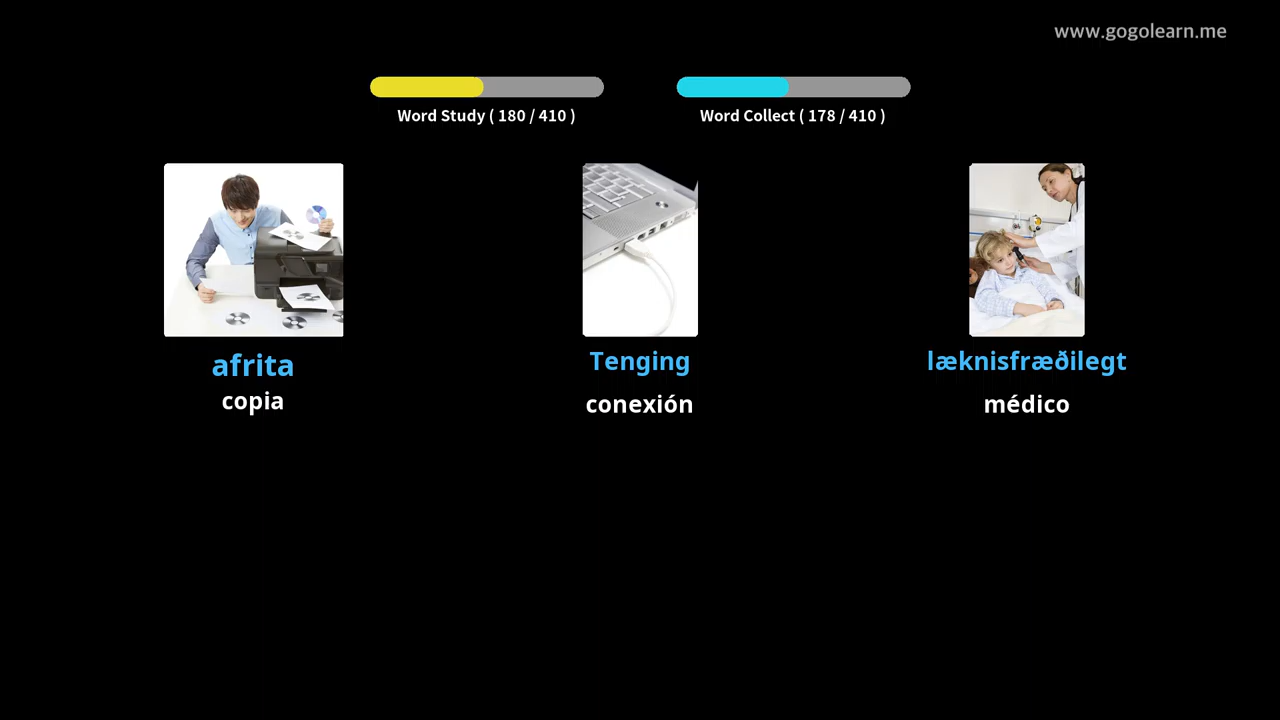 www.gogolearn.me
Word Study ( 180 / 410 )
Word Collect ( 178 / 410 )
afrita
Tenging
læknisfræðilegt
copia
conexión
médico